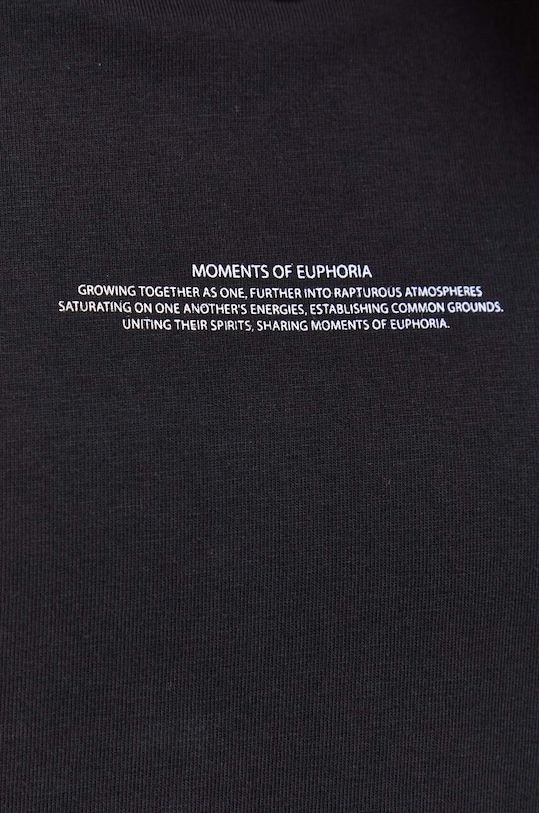 MOMENTS OF EUPHORIA
GROWING TOGETHER AS ONE, FURTHER INTO RAPTUROUS ATMOSPHERES
SATURATING ON ONE ANOTHER'S ENERGIES, ESTABLISHING COMMON GROUNDS.
UNITING THEIR SPIRITS, SHARING MOMENTS OF EUPHORIA.